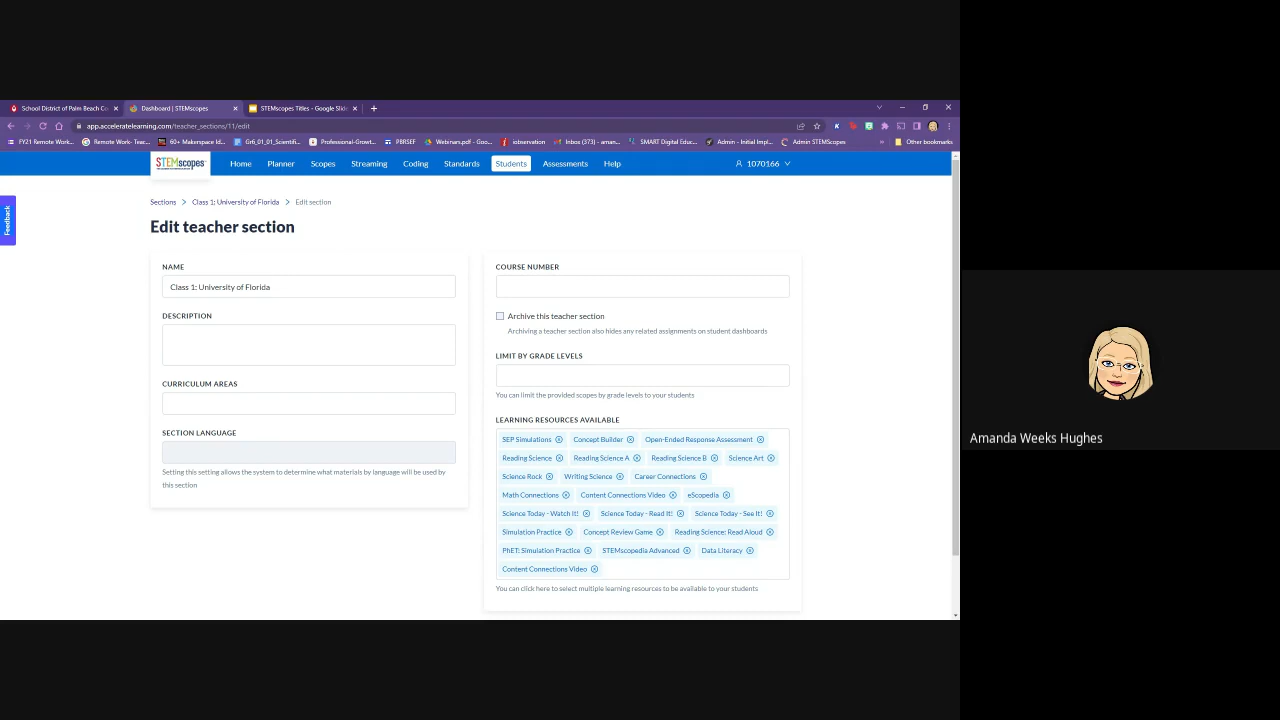 School District of Palm Beach Co
Dashboard | STEMscopes
STEMscopes Titles - Google Slide
app.acceleratelearning.com/teacher_sections/11/edit
FY21 Remote Work...
Remote Work- Teac...
60+ Makerspace Id...
Gr6_01_01_Scientifi...
Professional-Growt...
PBRSEF
Webinars.pdf - Goo...
iobservation
Inbox (373) - aman...
SMART Digital Educ...
Admin - Initial Impl...
Admin STEMScopes
»
Other bookmarks
STEMscopes
Home
Planner
Scopes
Streaming
Coding
Standards
Students
Assessments
Help
1070166
Feedback
Sections > Class 1: University of Florida > Edit section
Edit teacher section
NAME
Class 1: University of Florida
DESCRIPTION
CURRICULUM AREAS
SECTION LANGUAGE
Setting this setting allows the system to determine what materials by language will be used by
this section
COURSE NUMBER
Archive this teacher section
Archiving a teacher section also hides any related assignments on student dashboards
LIMIT BY GRADE LEVELS
You can limit the provided scopes by grade levels to your students
LEARNING RESOURCES AVAILABLE
SEP Simulations Concept Builder Open-Ended Response Assessment
Reading Science Reading Science A Reading Science B Science Art
Science Rock Writing Science Career Connections
Math Connections Content Connections Video eScopedia
Science Today - Watch It! Science Today - Read It! Science Today - See It!
Simulation Practice Concept Review Game Reading Science: Read Aloud
PhET: Simulation Practice STEMscopedia Advanced Data Literacy
Content Connections Video
You can click here to select multiple learning resources to be available to your students
Amanda Weeks Hughes